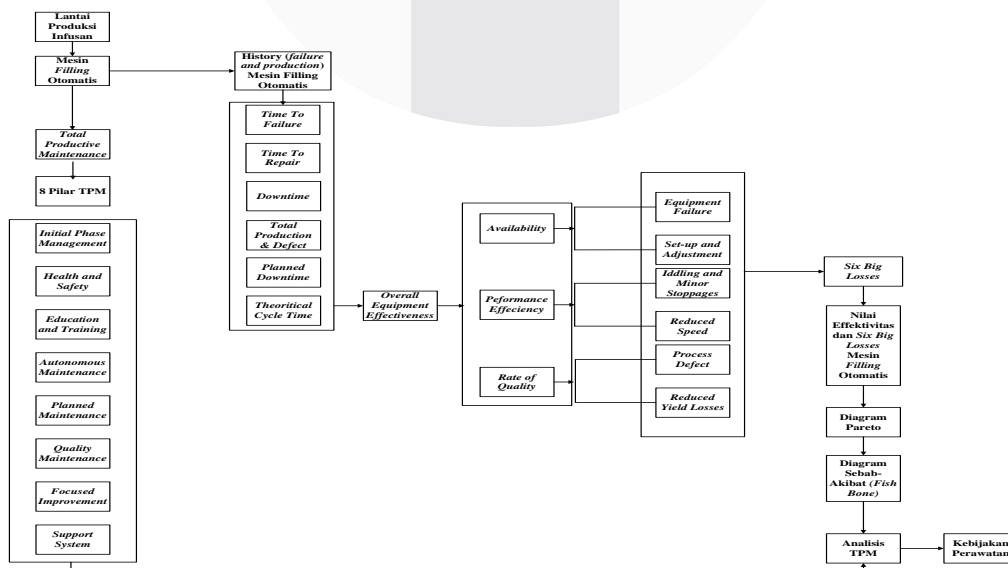 Lantai
Produksi
Infusan
Mesin
Filling
Otomatis
Total
Productive
Maintenance
8 Pilar TPM
Initial Phase
Management
Health and
Safety
Education
and Training
Autonomous
Maintenance
Planned
Maintenance
Quality
Maintenance
Focused
Improvement
Support
System
History (failure
and production)
Mesin Filling
Otomatis
Time To
Failure
Time To
Repair
Downtime
Total
Production
& Defect
Planned
Downtime
Theoritical
Cycle Time
Overall
Equipment
Effectiveness
Availability
Peformance
Effeciency
Rate of
Quality
Equipment
Failure
Set-up and
Adjustment
Iddling and
Minor
Stoppages
Reduced
Speed
Process
Defect
Reduced
Yield Losses
Six Big
Losses
Nilai
Effektivitas
dan Six Big
Losses
Mesin
Filling
Otomatis
Diagram
Pareto
Diagram
Sebab-
Akibat (Fish
Bone)
Analisis
TPM
Kebijakan
Perawatan